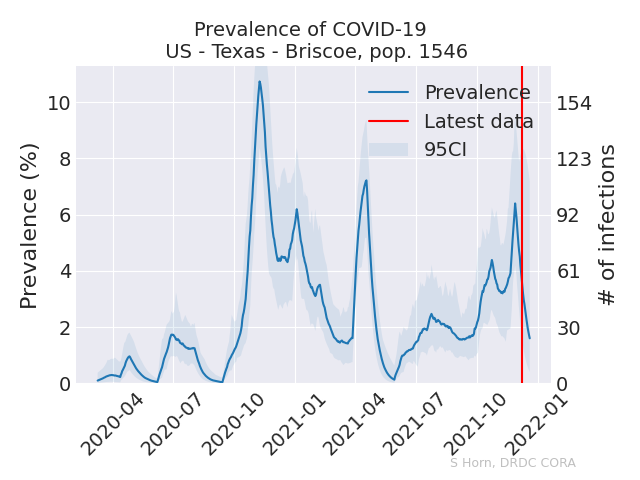 Prevalence of COVID-19
US - Texas - Briscoe, pop. 1546
Prevalence
Latest data
95CI
Prevalence (%)
10
8
6
4
2
0
154
123
92
61
30
0
# of infections
2020-04
2020-07
2020-10
2021-01
2021-04
2021-07
2021-10
2022-01
S Horn, DRDC CORA